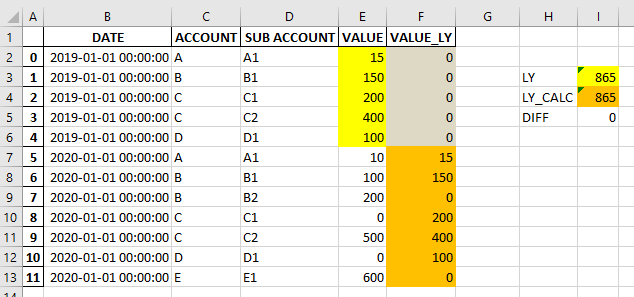 A B C D E F G H I
1 DATE ACCOUNT SUB ACCOUNT VALUE VALUE_LY
2 0 2019-01-01 00:00:00 A A1 15 0
3 1 2019-01-01 00:00:00 B B1 150 0 LY 865
4 2 2019-01-01 00:00:00 C C1 200 0 LY_CALC 865
5 3 2019-01-01 00:00:00 C C2 400 0 DIFF 0
6 4 2019-01-01 00:00:00 D D1 100 0
7 5 2020-01-01 00:00:00 A A1 10 15
8 6 2020-01-01 00:00:00 B B1 100 150
9 7 2020-01-01 00:00:00 B B2 200 0
10 8 2020-01-01 00:00:00 C C1 0 200
11 9 2020-01-01 00:00:00 C C2 500 400
12 10 2020-01-01 00:00:00 D D1 0 100
13 11 2020-01-01 00:00:00 E E1 600 0